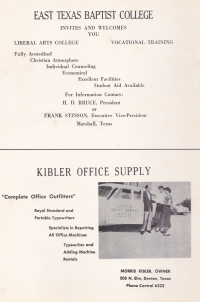 EAST TEXAS BAPTIST COLLEGE
INVITES AND WELCOMES
YOU
LIBERAL ARTS COLLEGE VOCATIONAL TRAINING
Fully Accredited
Christian Atmosphere
Individual Counseling
Economical
Excellent Facilities
Student Aid Available
For Information Contact:
H. D. BRUCE, President
or
FRANK STINSON, Executive Vice-President
Marshall, Texas
KIBLER OFFICE SUPPLY
"Complete Office Outfitters"
Royal Standard and
Portable Typewriters
Specialists in Repairing
All Office Machines
Typewriter and
Adding Machine
Rentals
MORRIS KIBLER, OWNER
205 N. Elm, Denton, Texas
Phone Central 6522